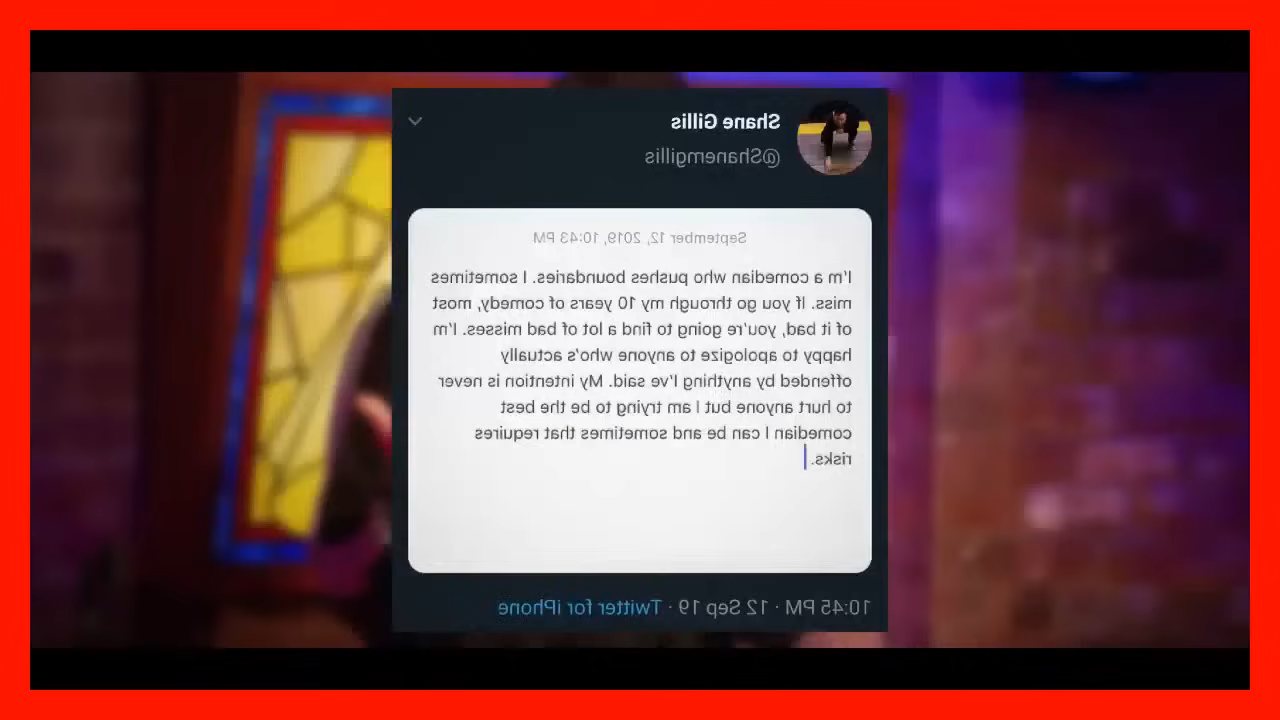 Shane Gillis
@Shanemgillis
September 12, 2019, 10:43 PM
I'm a comedian who pushes boundaries. I sometimes
miss. If you go through my 10 years of comedy, most
of it bad, you're going to find a lot of bad misses. I'm
happy to apologize to anyone who's actually
offended by anything I've said. My intention is never
to hurt anyone but I am trying to be the best
comedian I can be and sometimes that requires
risks.
10:45 PM · 12 Sep 19 · Twitter for iPhone